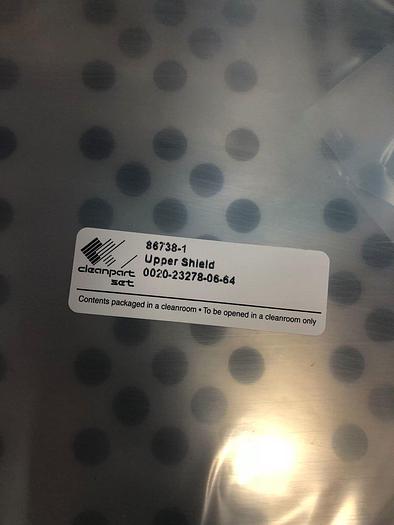 86738-1
Upper Shield
0020-23278-06-64
cleanpart
set
Contents packaged in a cleanroom • To be opened in a cleanroom only